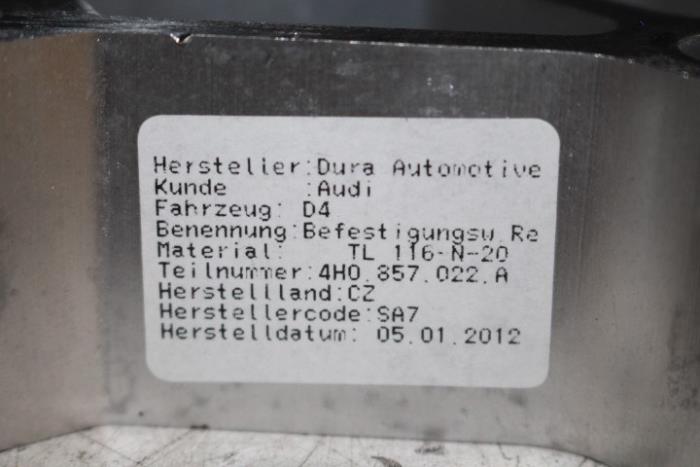 Hersteller:Dura Automotive
Kunde :Audi
Fahrzeug: D4
Benennung:Befestigungsw.Re
Material: TL 116-N-20
Teilnummer:4H0.857.022.A
Herstellland:CZ
Herstellercode:SA7
Herstelldatum: 05.01.2012